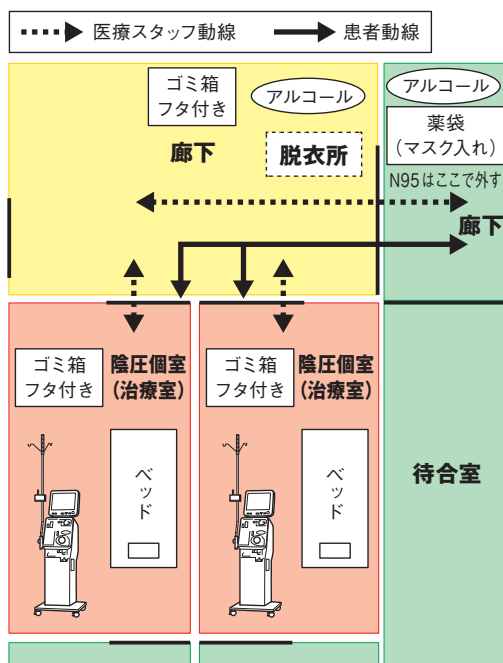 医療スタッフ動線
患者動線
ゴミ箱
フタ付き
アルコール
廊下
脱衣所
アルコール
薬袋
（マスク入れ）
N95はここで外す
廊下
ゴミ箱
フタ付き
陰圧個室
（治療室）
ベッド
ゴミ箱
フタ付き
陰圧個室
（治療室）
ベッド
待合室